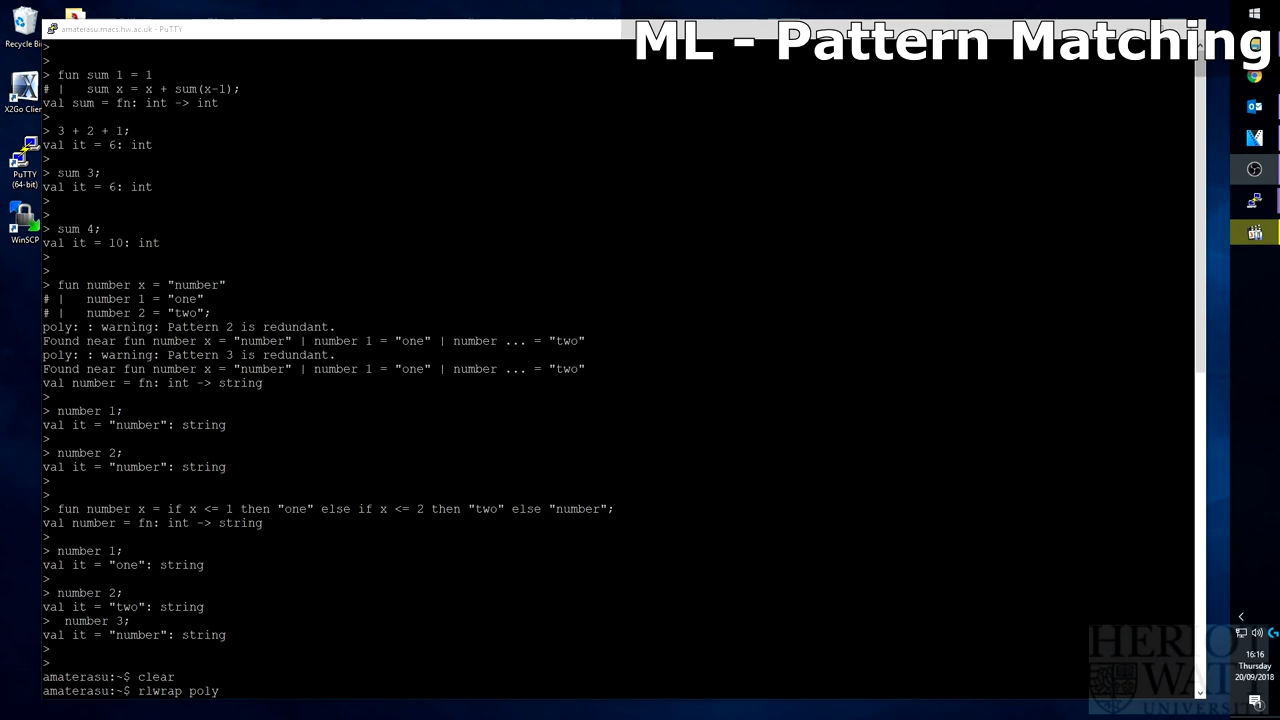 ML - Pattern Matching
Recycle Bin
amaterasu.macs.hw.ac.uk - PuTTY
X2Go Client
PuTTY
(64-bit)
WinSCP
>
>
> fun sum 1 = 1
# |   sum x = x + sum(x-1);
val sum = fn: int -> int
>
> 3 + 2 + 1;
val it = 6: int
>
> sum 3;
val it = 6: int
>
>
> sum 4;
val it = 10: int
>
>
> fun number x = "number"
# |   number 1 = "one"
# |   number 2 = "two";
poly: : warning: Pattern 2 is redundant.
Found near fun number x = "number" | number 1 = "one" | number ... = "two"
poly: : warning: Pattern 3 is redundant.
Found near fun number x = "number" | number 1 = "one" | number ... = "two"
val number = fn: int -> string
>
> number 1;
val it = "number": string
>
> number 2;
val it = "number": string
>
>
> fun number x = if x <= 1 then "one" else if x <= 2 then "two" else "number";
val number = fn: int -> string
>
> number 1;
val it = "one": string
>
> number 2;
val it = "two": string
>  number 3;
val it = "number": string
>
>
amaterasu:~$ clear
amaterasu:~$ rlwrap poly
HERIOT
WATT
UNIVERSITY
16:16
Thursday
20/09/2018